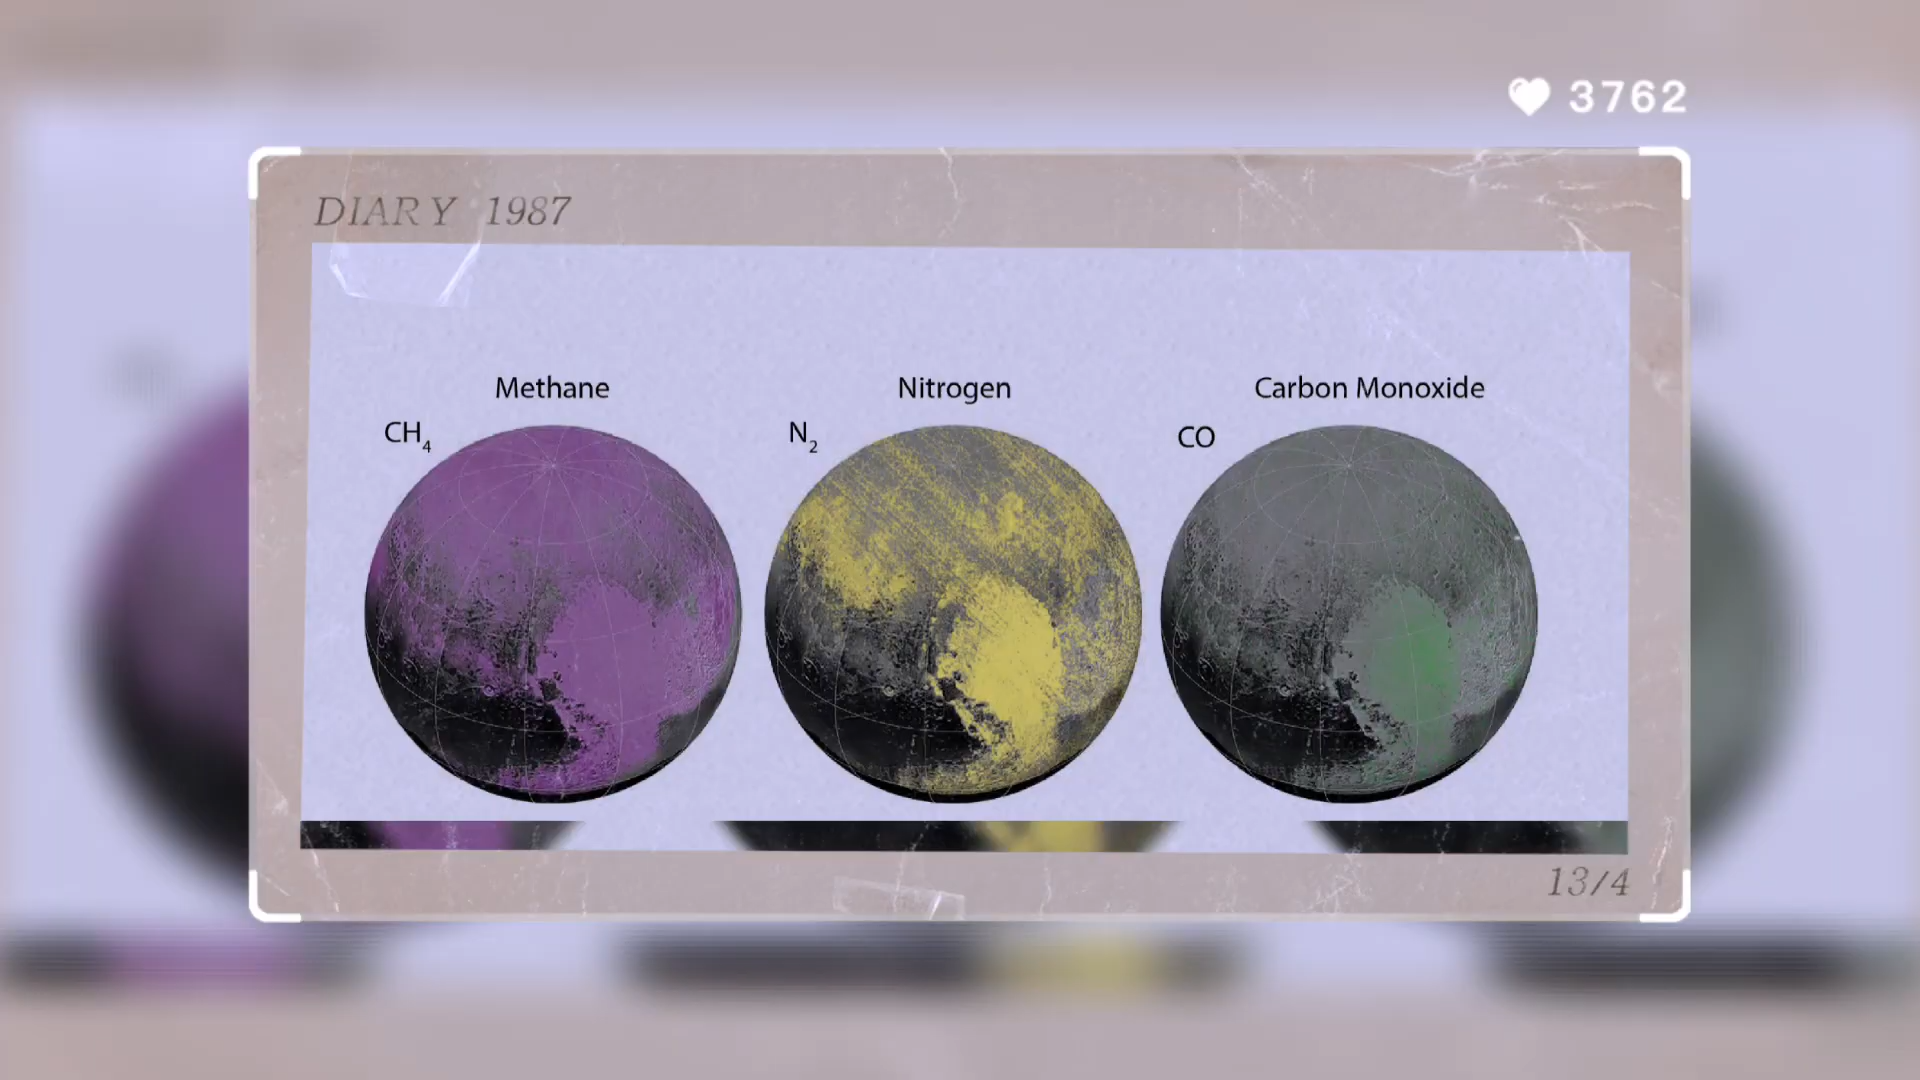 3762
DIARY 1987
Methane
Nitrogen
Carbon Monoxide
CH₄
N₂
CO
13/4